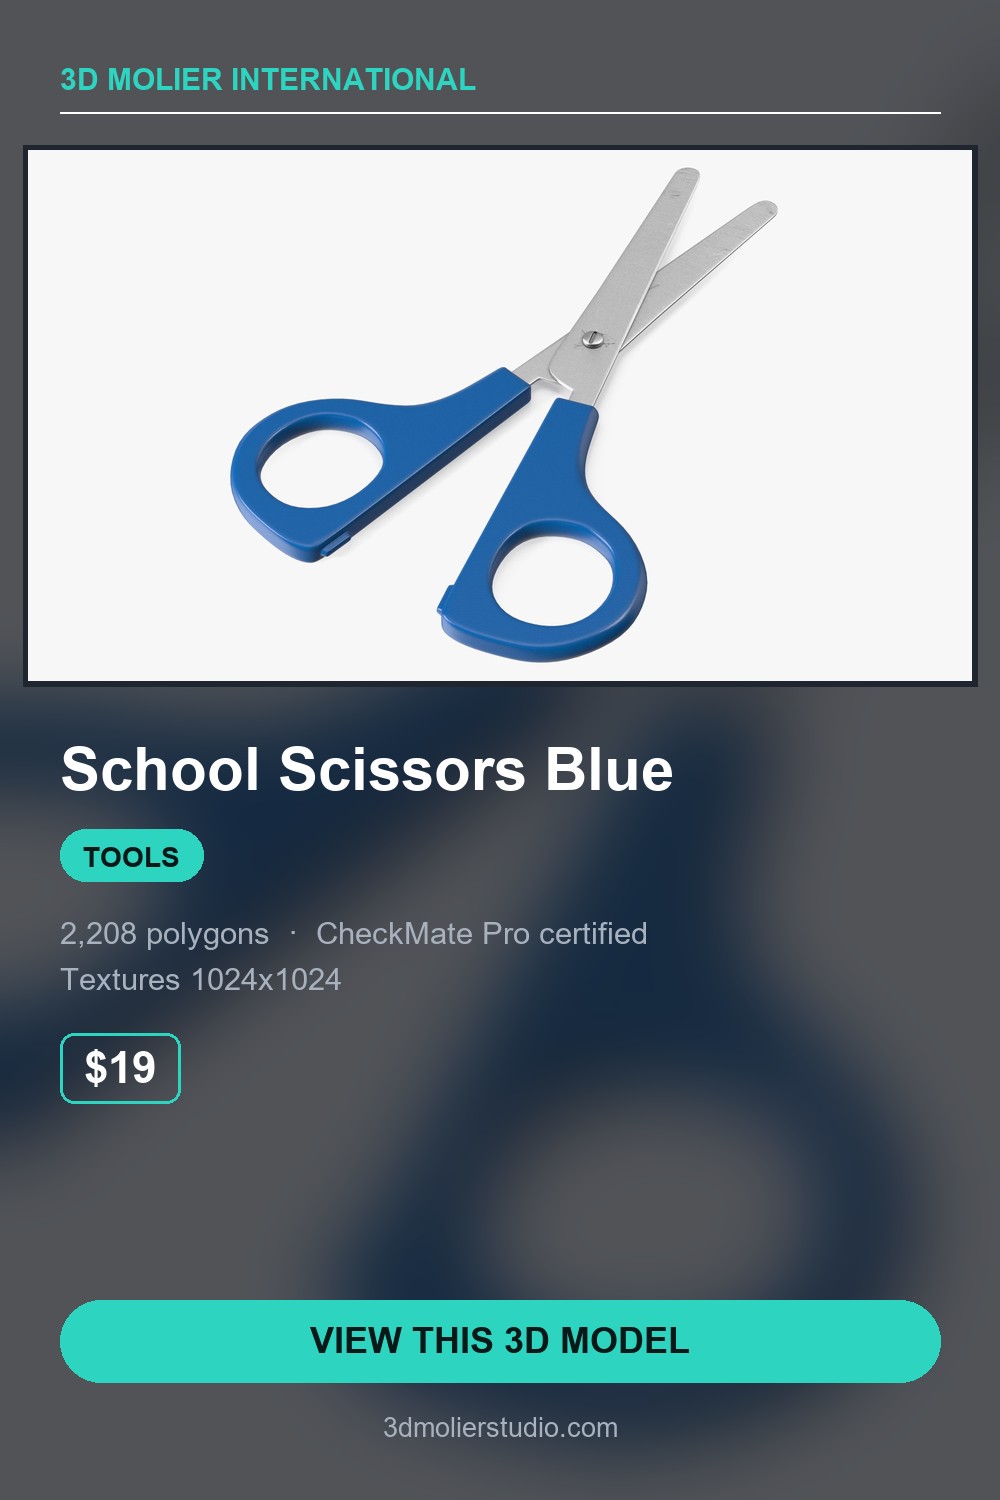 3D MOLIER INTERNATIONAL
School Scissors Blue
TOOLS
2,208 polygons · CheckMate Pro certified
Textures 1024x1024
$19
VIEW THIS 3D MODEL
3dmolierstudio.com